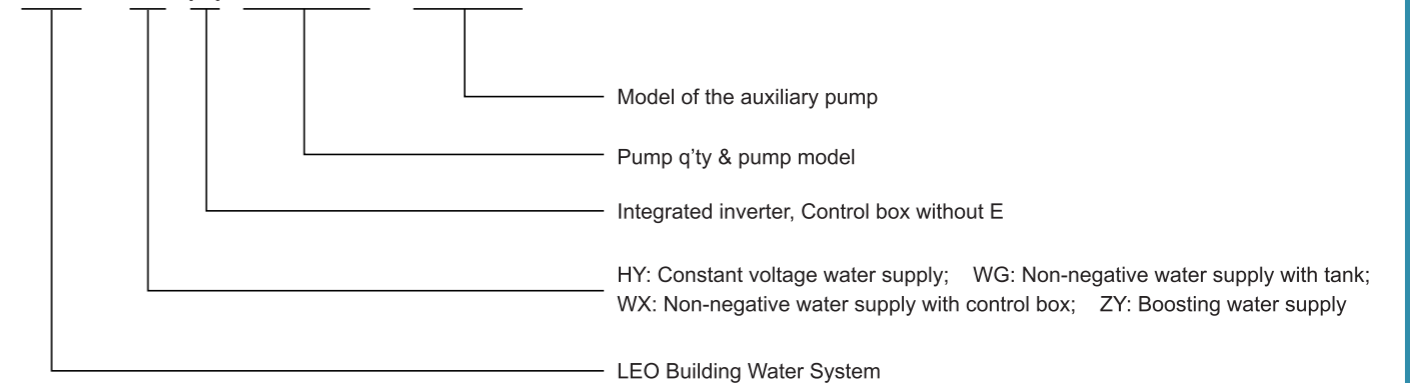 Model of the auxiliary pump
Pump q’ty & pump model
Integrated inverter, Control box without E
HY: Constant voltage water supply; WG: Non-negative water supply with tank;
WX: Non-negative water supply with control box; ZY: Boosting water supply
LEO Building Water System